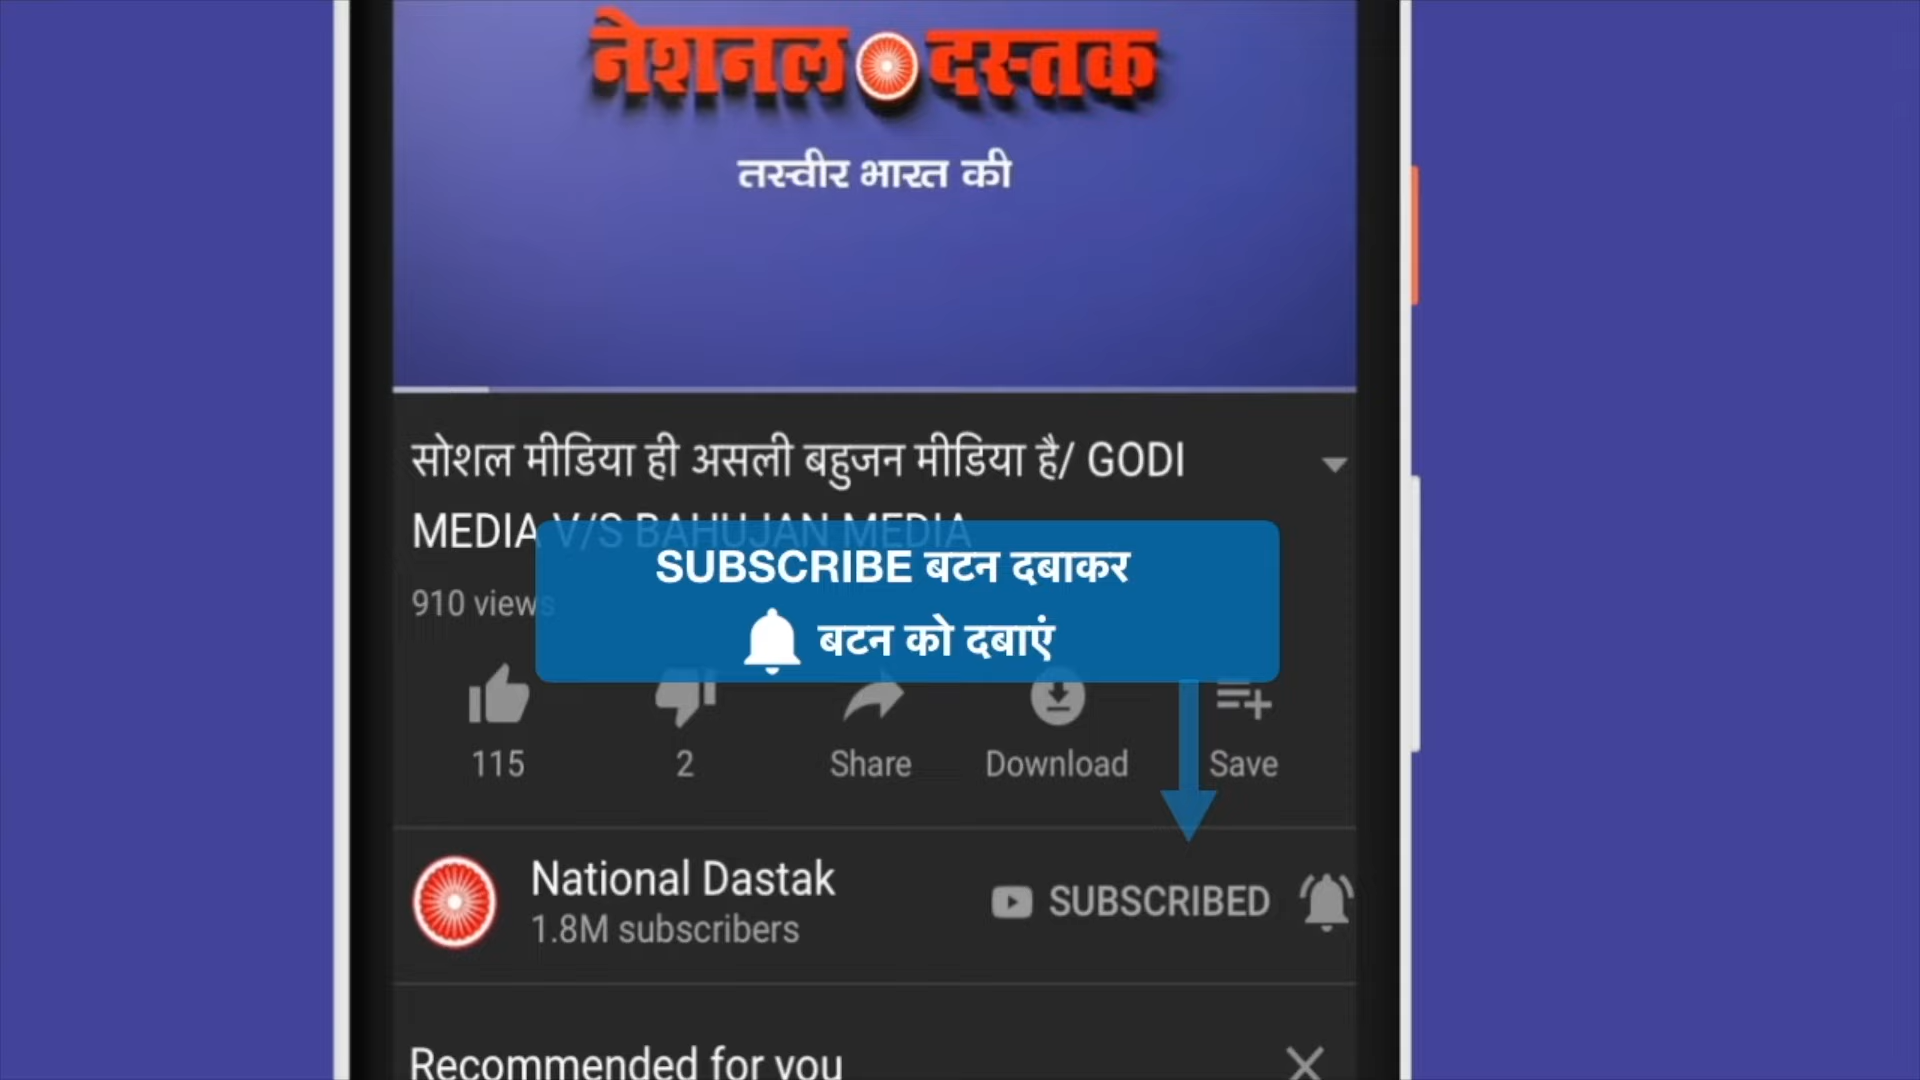 नेशनल दस्तक
तस्वीर भारत की
सोशल मीडिया ही असली बहुजन मीडिया है/ GODI
MEDIA V/S BAHUJAN MEDIA
SUBSCRIBE बटन दबाकर
910 views
बटन को दबाएं
115
2
Share
Download
Save
National Dastak
SUBSCRIBED
1.8M subscribers
Recommended for you